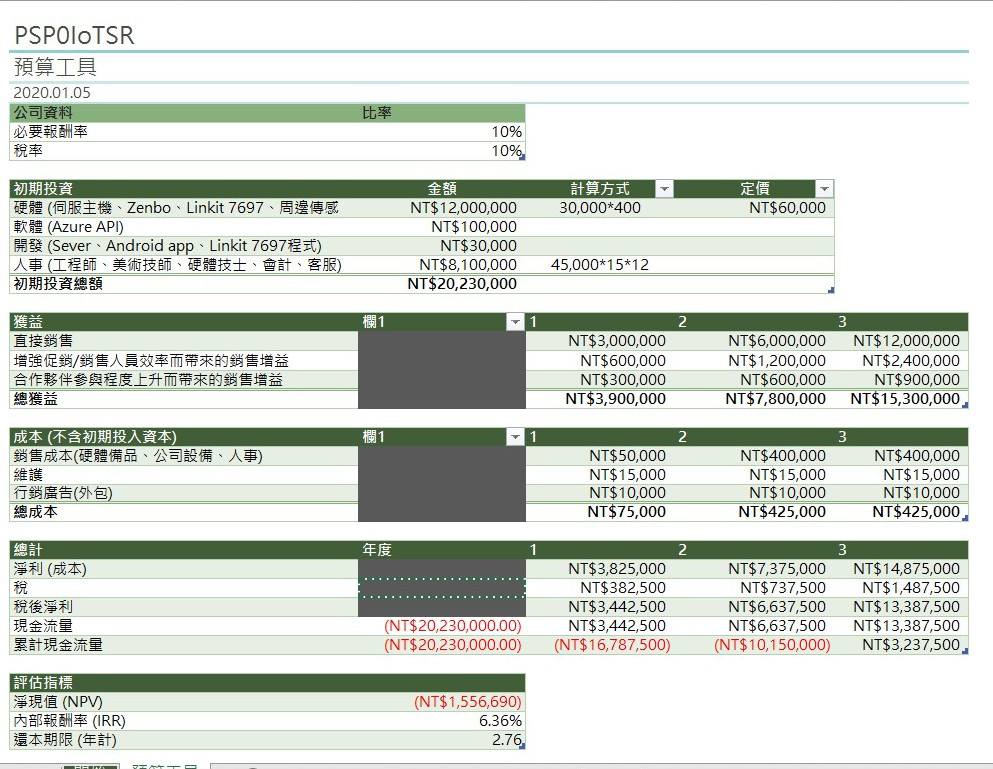 PSP0IoTSR
預算工具
2020.01.05
公司資料 比率
必要報酬率 10%
稅率 10%
初期投資 金額 計算方式 定價
硬體 (伺服主機、Zenbo、Linkit 7697、周邊傳感 NT$12,000,000 30,000*400 NT$60,000
軟體 (Azure API) NT$100,000
開發 (Sever、Android app、Linkit 7697程式) NT$30,000
人事 (工程師、美術技師、硬體技士、會計、客服) NT$8,100,000 45,000*15*12
初期投資總額 NT$20,230,000
獲益 欄1 1 2 3
直接銷售 NT$3,000,000 NT$6,000,000 NT$12,000,000
增強促銷/銷售人員效率而帶來的銷售增益 NT$600,000 NT$1,200,000 NT$2,400,000
合作夥伴參與程度上升而帶來的銷售增益 NT$300,000 NT$600,000 NT$900,000
總獲益 NT$3,900,000 NT$7,800,000 NT$15,300,000
成本 (不含初期投入資本) 欄1 1 2 3
銷售成本(硬體備品、公司設備、人事) NT$50,000 NT$400,000 NT$400,000
維護 NT$15,000 NT$15,000 NT$15,000
行銷廣告(外包) NT$10,000 NT$10,000 NT$10,000
總成本 NT$75,000 NT$425,000 NT$425,000
總計 年度 1 2 3
淨利 (成本) NT$3,825,000 NT$7,375,000 NT$14,875,000
稅 NT$382,500 NT$737,500 NT$1,487,500
稅後淨利 NT$3,442,500 NT$6,637,500 NT$13,387,500
現金流量 (NT$20,230,000.00) NT$3,442,500 NT$6,637,500 NT$13,387,500
累計現金流量 (NT$20,230,000.00) (NT$16,787,500) (NT$10,150,000) NT$3,237,500
評估指標
淨現值 (NPV) (NT$1,556,690)
內部報酬率 (IRR) 6.36%
還本期限 (年計) 2.76
預算工具